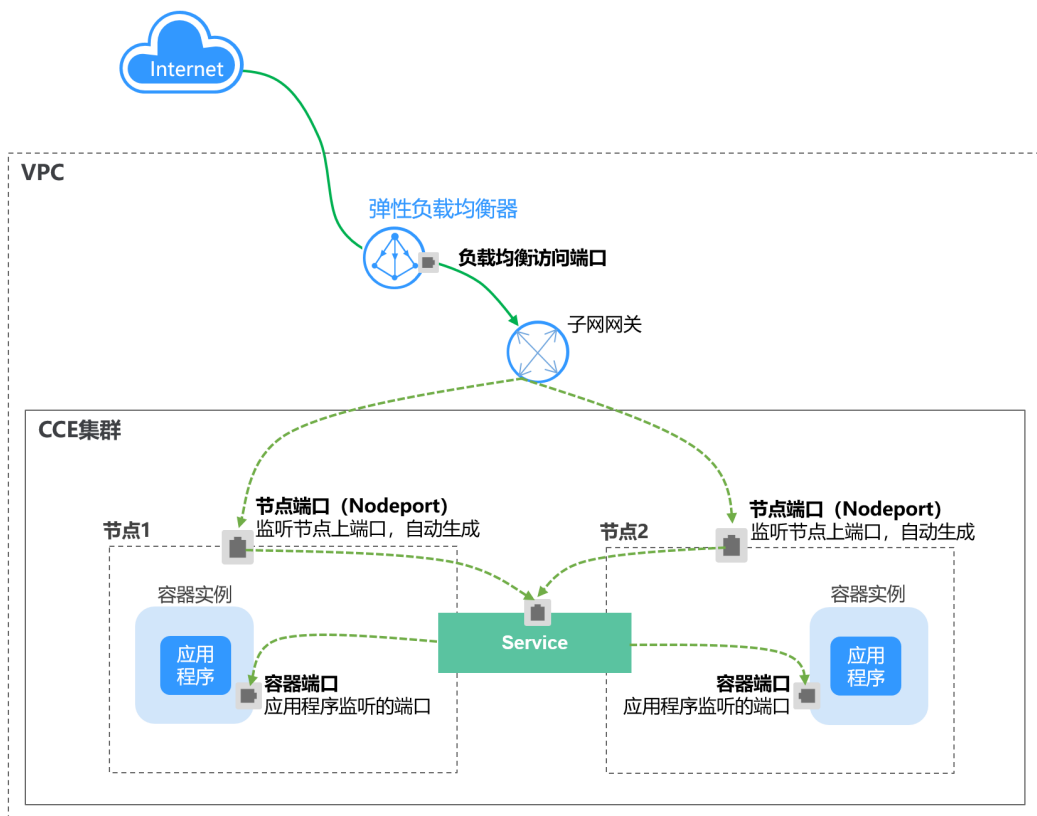 Internet
VPC
弹性负载均衡器
负载均衡访问端口
子网网关
CCE集群
节点端口（Nodeport）
监听节点上端口，自动生成
节点1
节点端口（Nodeport）
监听节点上端口，自动生成
节点2
容器实例
应用
程序
容器端口
应用程序监听的端口
Service
容器实例
应用
程序
容器端口
应用程序监听的端口